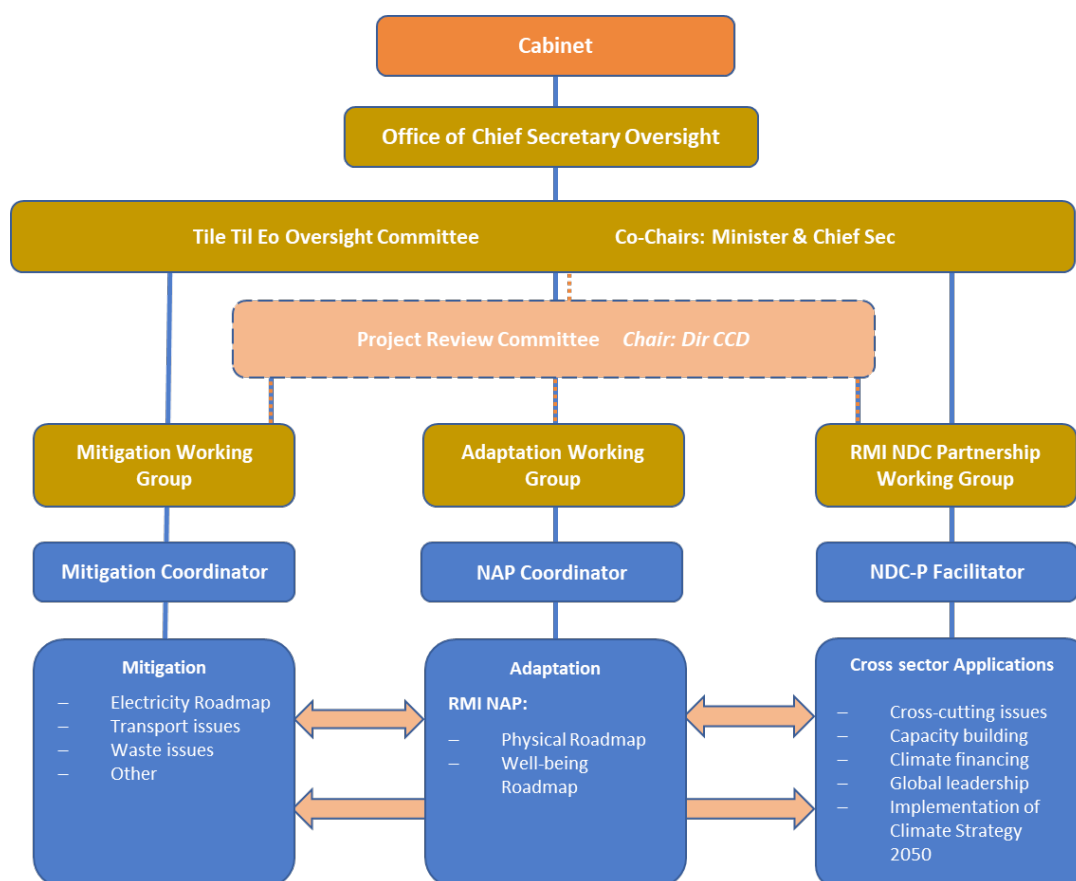 Cabinet
Office of Chief Secretary Oversight
Tile Til Eo Oversight Committee Co-Chairs: Minister & Chief Sec
Project Review Committee Chair: Dir CCD
Mitigation Working
Group
Adaptation Working
Group
RMI NDC Partnership
Working Group
Mitigation Coordinator
NAP Coordinator
NDC-P Facilitator
Mitigation
– Electricity Roadmap
– Transport issues
– Waste issues
– Other
Adaptation
RMI NAP:
– Physical Roadmap
– Well-being
Roadmap
Cross sector Applications
– Cross-cutting issues
– Capacity building
– Climate financing
– Global leadership
– Implementation of
Climate Strategy
2050